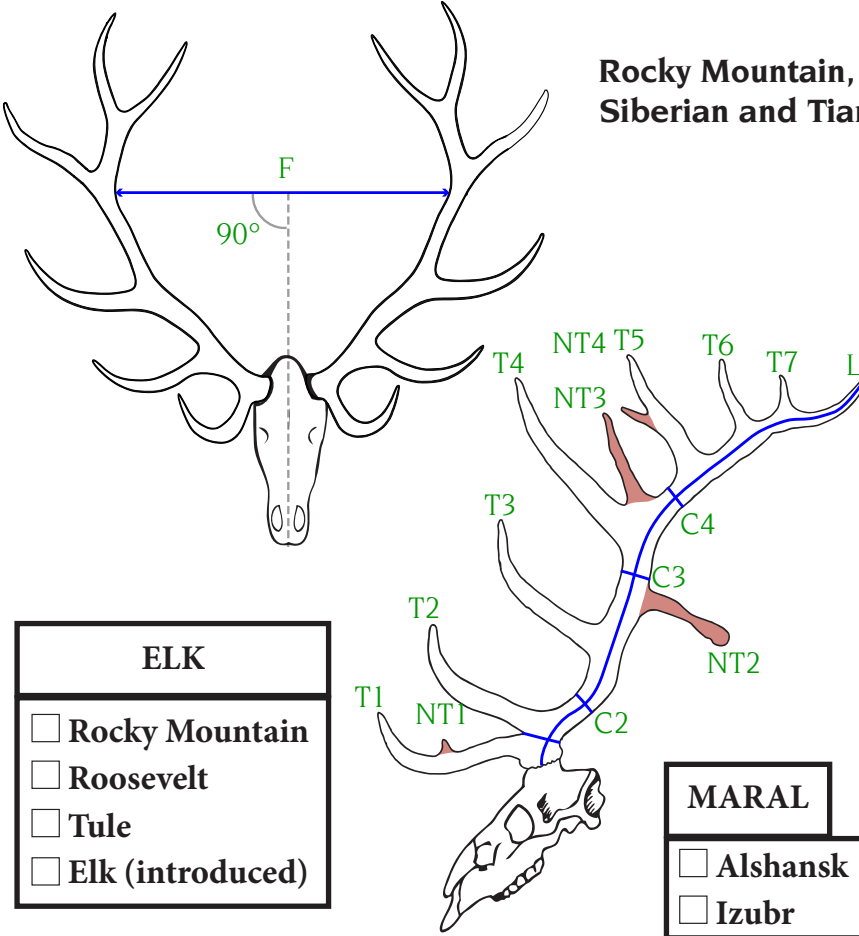 Rocky Mountain,
Siberian and
F
90°
NT4 T5
T6
T7
L
T4
NT3
C4
T3
C3
T2
NT2
T1
NT1
C2
ELK
Rocky Mountain
Roosevelt
Tule
Elk (introduced)
MARAL
Alshansk
Izubr